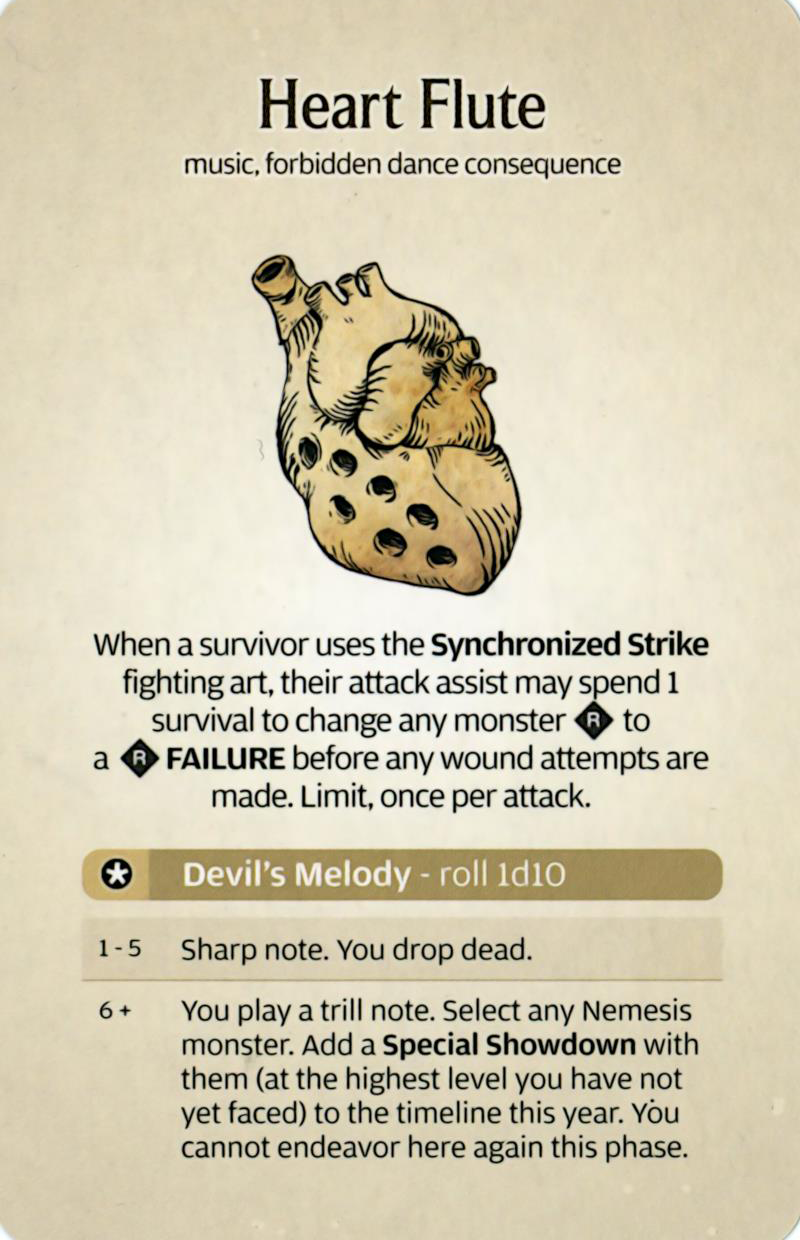 Heart Flute
music, forbidden dance consequence
When a survivor uses the Synchronized Strike
fighting art, their attack assist may spend 1
survival to change any monster R to
a R FAILURE before any wound attempts are
made. Limit, once per attack.
Devil's Melody - roll 1d10
1 - 5 Sharp note. You drop dead.
6 + You play a trill note. Select any Nemesis
monster. Add a Special Showdown with
them (at the highest level you have not
yet faced) to the timeline this year. You
cannot endeavor here again this phase.